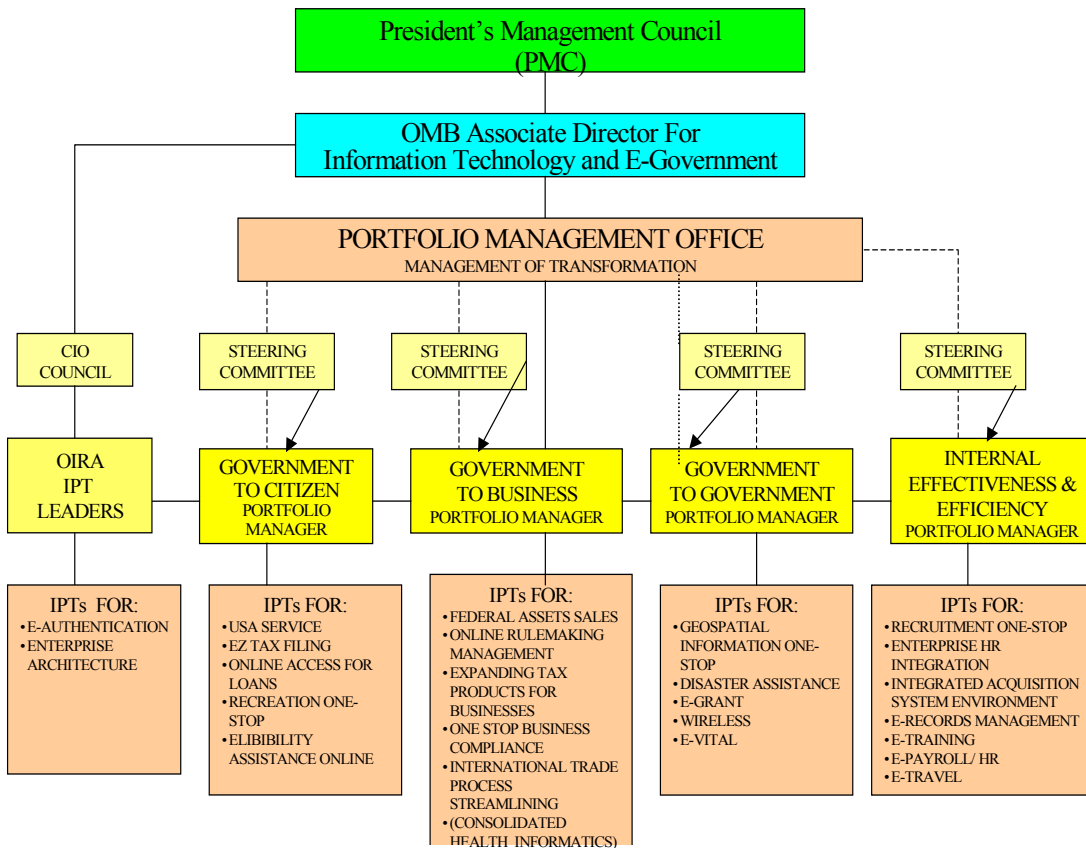 President's Management Council
(PMC)
OMB Associate Director For
Information Technology and E-Government
PORTFOLIO MANAGEMENT OFFICE
MANAGEMENT OF TRANSFORMATION
CIO
COUNCIL
STEERING
COMMITTEE
STEERING
COMMITTEE
STEERING
COMMITTEE
STEERING
COMMITTEE
OIRA
IPT
LEADERS
GOVERNMENT
TO CITIZEN
PORTFOLIO
MANAGER
GOVERNMENT
TO BUSINESS
PORTFOLIO MANAGER
GOVERNMENT
TO GOVERNMENT
PORTFOLIO MANAGER
INTERNAL
EFFECTIVENESS &
EFFICIENCY
PORTFOLIO MANAGER
IPTs FOR:
• E-AUTHENTICATION
• ENTERPRISE
ARCHITECTURE
IPTs FOR:
• USA SERVICE
• EZ TAX FILING
• ONLINE ACCESS FOR
LOANS
• RECREATION ONE-
STOP
• ELIBIBILITY
ASSISTANCE ONLINE
IPTs FOR:
• FEDERAL ASSETS SALES
• ONLINE RULEMAKING
MANAGEMENT
• EXPANDING TAX
PRODUCTS FOR
BUSINESSES
• ONE STOP BUSINESS
COMPLIANCE
• INTERNATIONAL TRADE
PROCESS
STREAMLINING
• (CONSOLIDATED
HEALTH INFORMATICS)
IPTs FOR:
• GEOSPATIAL
INFORMATION ONE-
STOP
• DISASTER ASSISTANCE
• E-GRANT
• WIRELESS
• E-VITAL
IPTs FOR:
• RECRUITMENT ONE-STOP
• ENTERPRISE HR
INTEGRATION
• INTEGRATED ACQUISITION
SYSTEM ENVIRONMENT
• E-RECORDS MANAGEMENT
• E-TRAINING
• E-PAYROLL/ HR
• E-TRAVEL